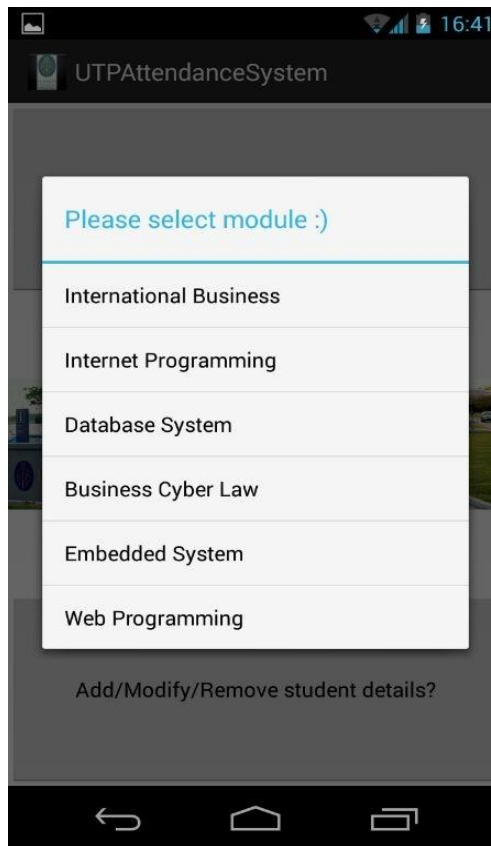 16:41
UTPAttendanceSystem
Please select module :)
International Business
Internet Programming
Database System
Business Cyber Law
Embedded System
Web Programming
Add/Modify/Remove student details?